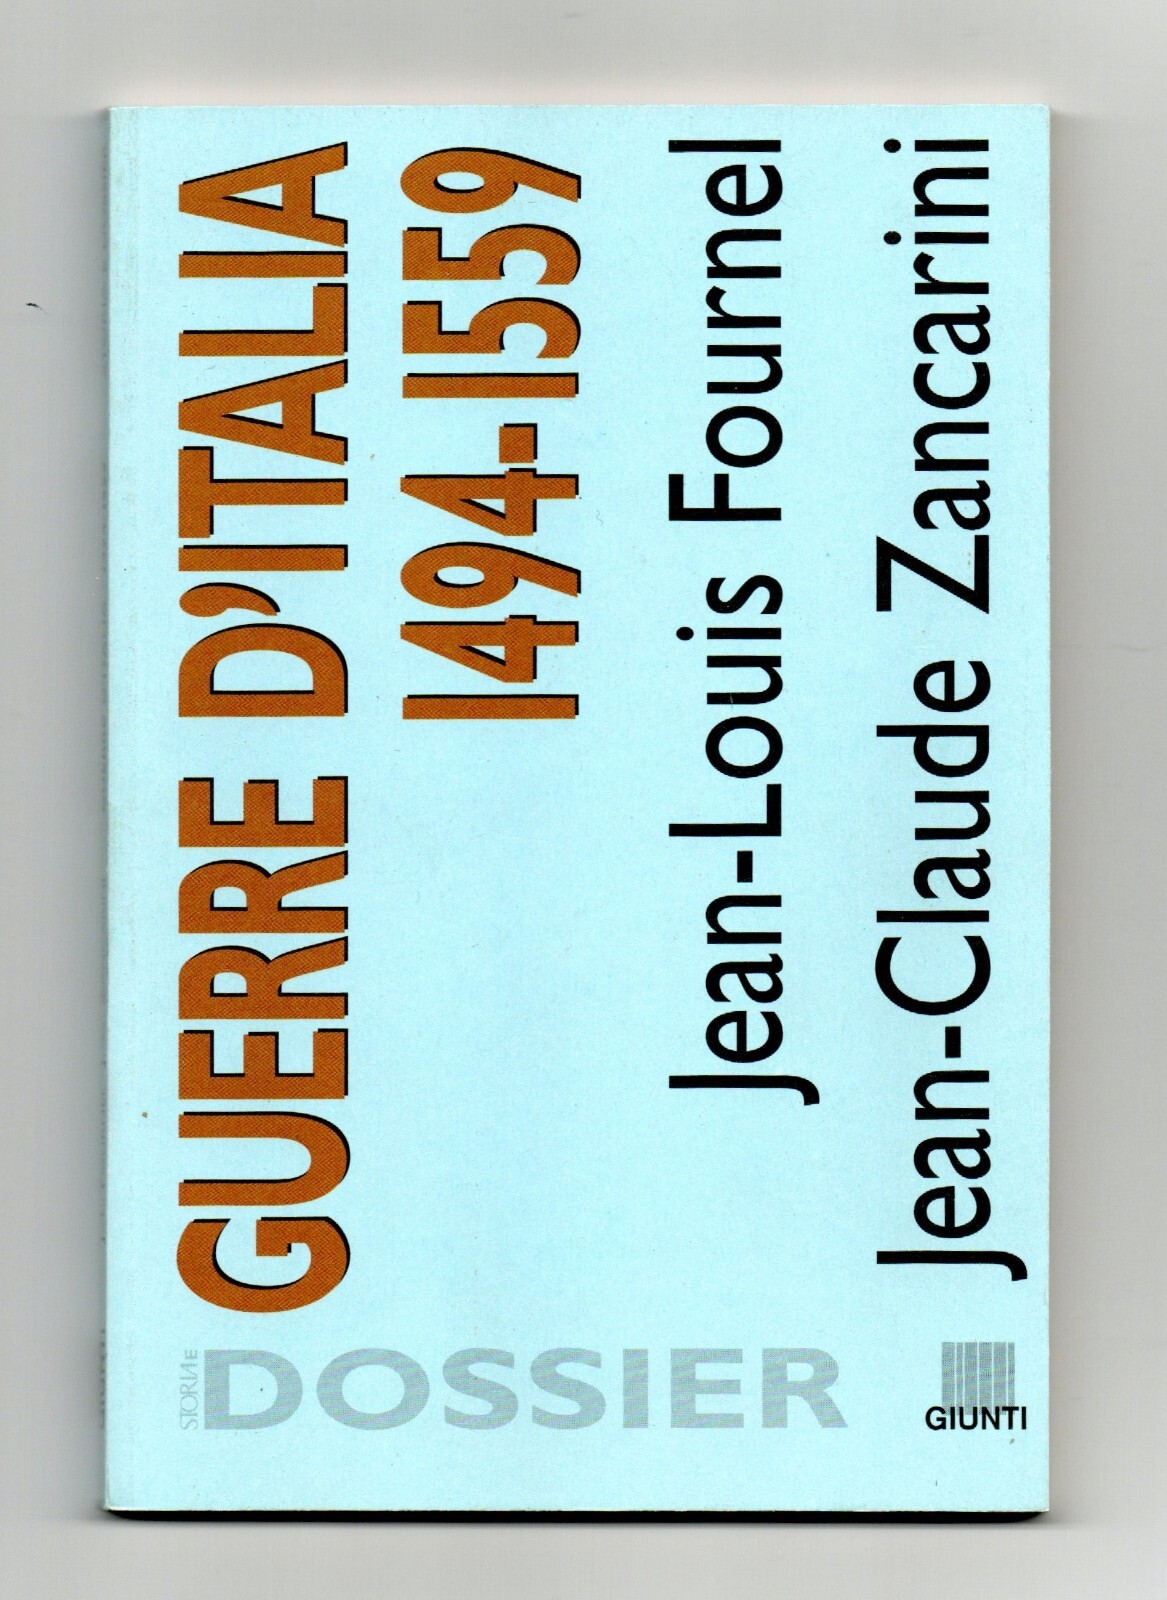 GUERRE D'ITALIA
1494-1559
Jean-Louis Fournel
Jean-Claude Zancarini
STORIA E
DOSSIER
GIUNTI